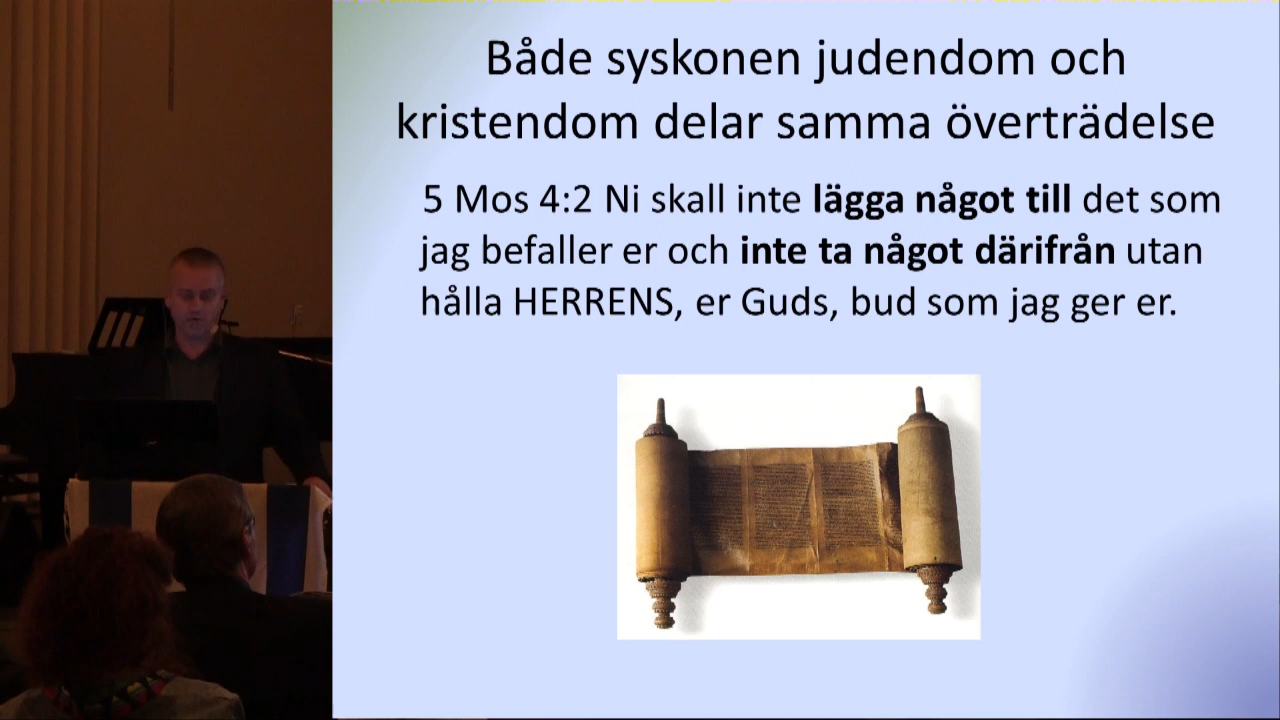 Både syskonen judendom och
kristendom delar samma överträdelse
5 Mos 4:2 Ni skall inte lägga något till det som
jag befaller er och inte ta något därifrån utan
hålla HERRENS, er Guds, bud som jag ger er.